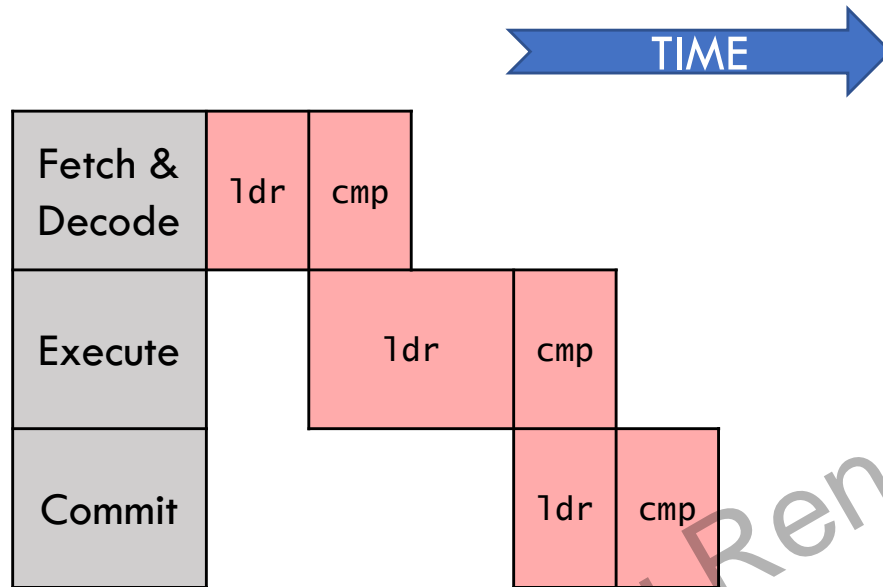 TIME
Fetch &
Decode
ldr
cmp
Execute
ldr
cmp
Commit
ldr
cmp